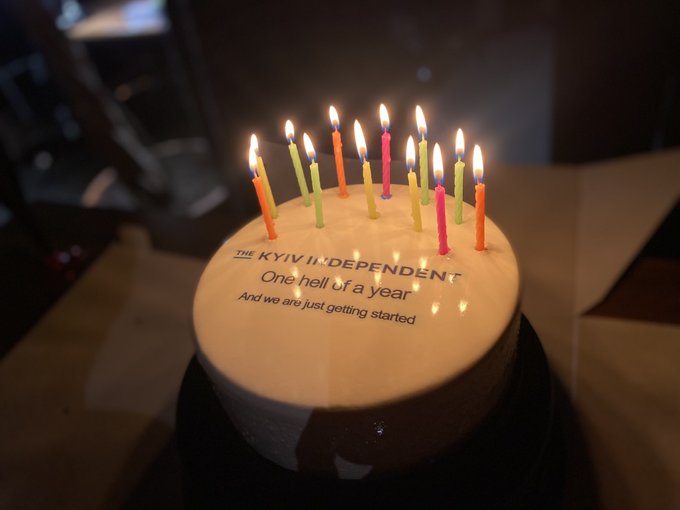 THE KYIV INDEPENDENT
One hell of a year
And we are just getting started